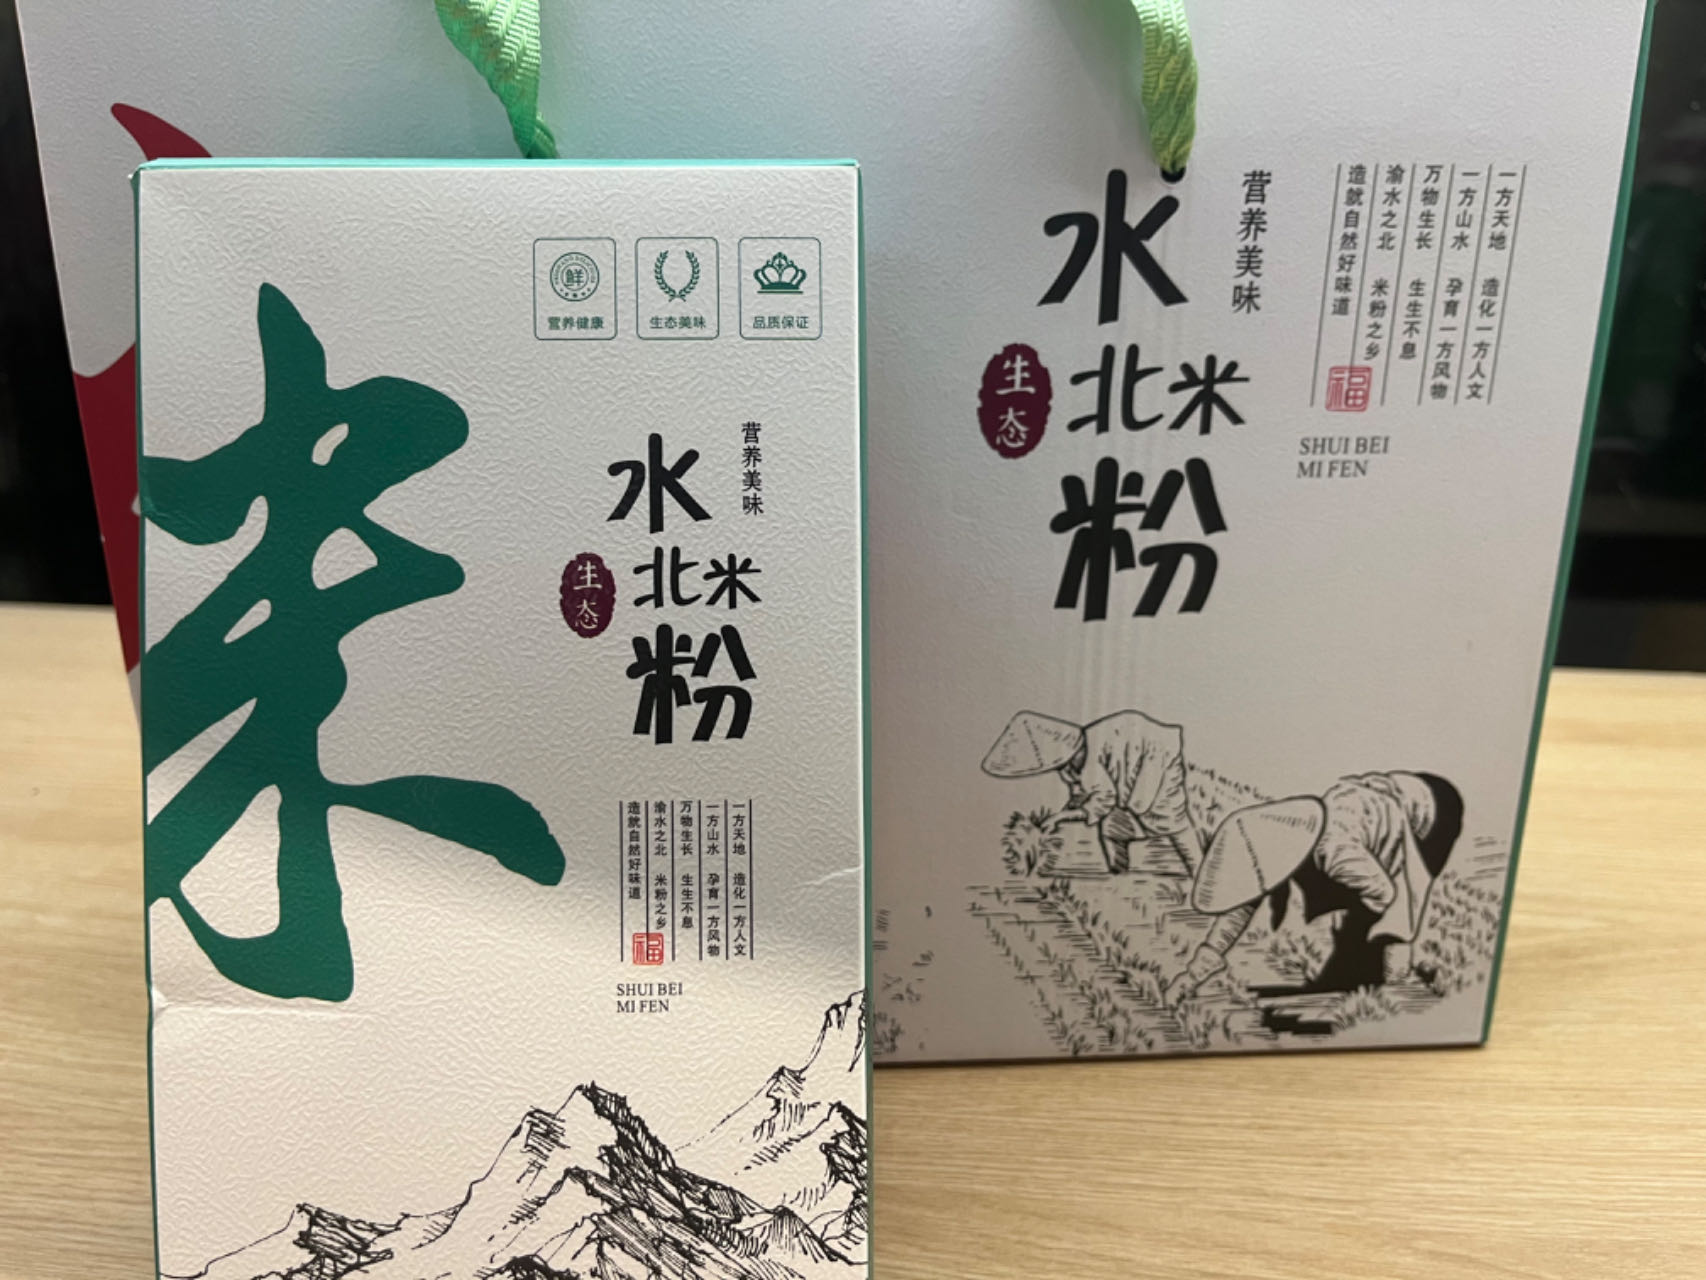 鲜
营养健康
生态美味
品质保证
米
营养美味
水
北米
粉
生态
一方天地 造化一方人文
一方山水 孕育一方风物
万物生长 生生不息
渝水之北 米粉之乡
造就自然好味道
福
SHUI BEI
MI FEN
营养美味
水
北米
粉
生态
一方天地 造化一方人文
一方山水 孕育一方风物
万物生长 生生不息
渝水之北 米粉之乡
造就自然好味道
福
SHUI BEI
MI FEN